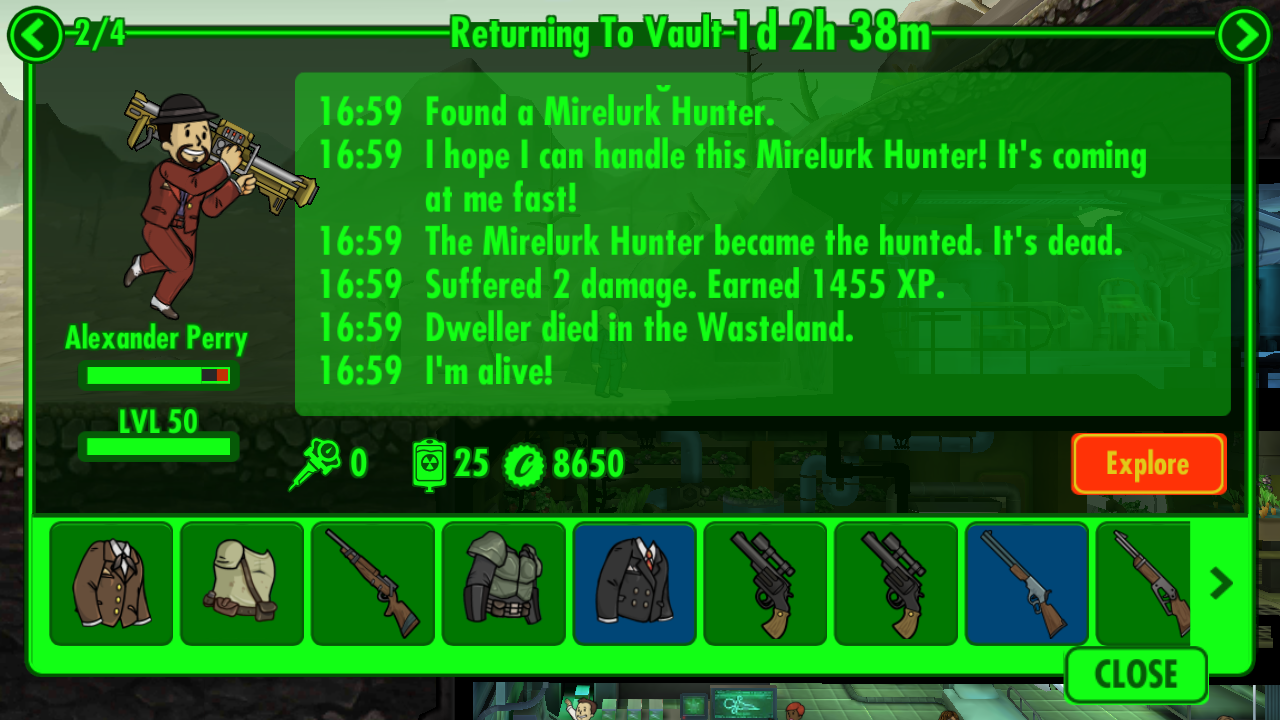 2/4
Returning To Vault 1d 2h 38m
16:59 Found a Mirelurk Hunter.
16:59 I hope I can handle this Mirelurk Hunter! It's coming
at me fast!
16:59 The Mirelurk Hunter became the hunted. It's dead.
16:59 Suffered 2 damage. Earned 1455 XP.
16:59 Dweller died in the Wasteland.
16:59 I'm alive!
Alexander Perry
LVL 50
0
25
8650
Explore
CLOSE